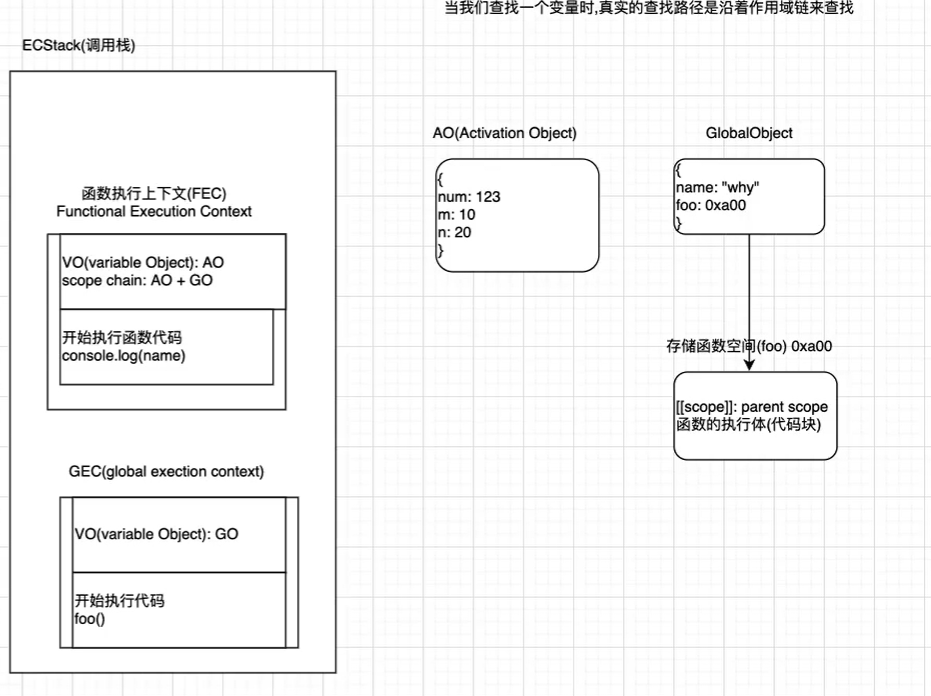 当我们查找一个变量时,真实的查找路径是沿着作用域链来查找
ECStack(调用栈)
函数执行上下文(FEC)
Functional Execution Context
VO(variable Object): AO
scope chain: AO + GO
开始执行函数代码
console.log(name)
GEC(global exection context)
VO(variable Object): GO
开始执行代码
foo()
AO(Activation Object)
{
num: 123
m: 10
n: 20
}
GlobalObject
{
name: "why"
foo: 0xa00
}
存储函数空间(foo) 0xa00
[[scope]]: parent scope
函数的执行体(代码块)